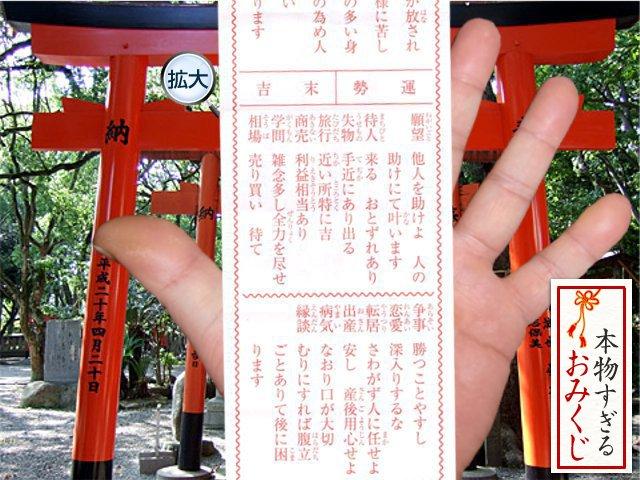 が放され
様に苦し
の多い身
の為め人
い
ります
運勢
末吉
願望 他人を助けよ 人の
助けにて叶います
待人 来る おとずれあり
失物 手近にあり出る
旅行 近い所特に吉
商売 利益相当あり
学問 雑念多し全力を尽せ
相場 売り買い 待て
争事 勝つことやすし
恋愛 深入りするな
転居 さわがず人に任せよ
出産 安し 産後用心せよ
病気 なおり口が大切
縁談 むりにすれば腹立
ごとありて後に困
ります
拡大
納
納
平成二十年四月二十日
本物すぎる
おみくじ